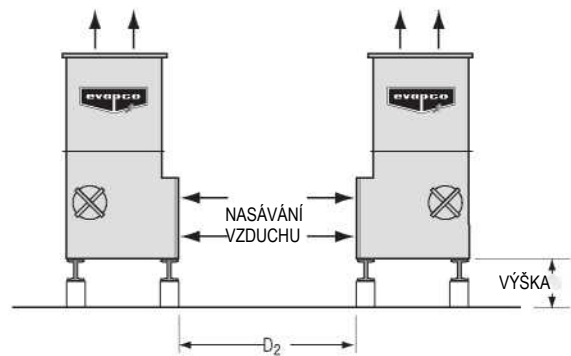 evapco
evapco
NASÁVÁNÍ
VZDUCHU
VÝŠKA
D2